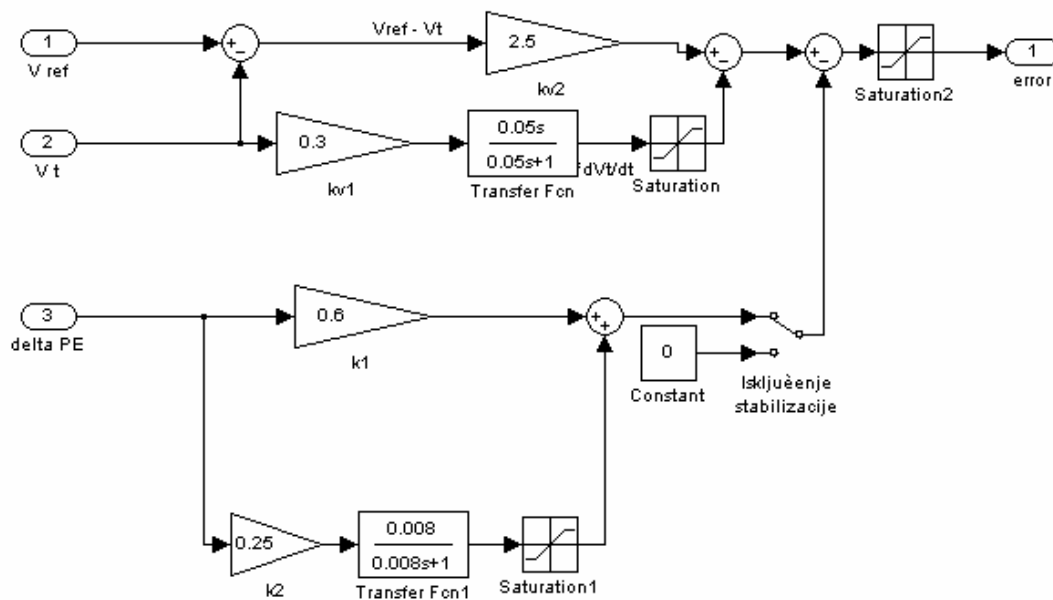 Vref - Vt
1
V ref
+
−
2.5
kv2
+
−
+
−
Saturation2
1
error
2
V t
0.3
kv1
0.05s
0.05s+1
Transfer Fcn
dVt/dt
Saturation
3
delta PE
0.6
k1
+
+
0
Constant
Isključèenje
stabilizacije
0.25
k2
0.008
0.008s+1
Transfer Fcn1
Saturation1